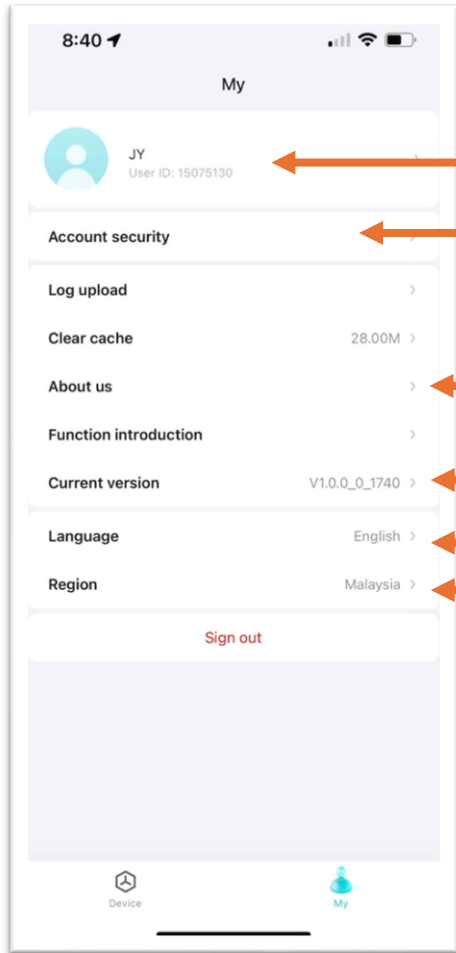 8:40
My
JY
User ID: 15075130
Account security
Log upload
Clear cache 28.00M
About us
Function introduction
Current version V1.0.0_0_1740
Language English
Region Malaysia
Sign out
Device My